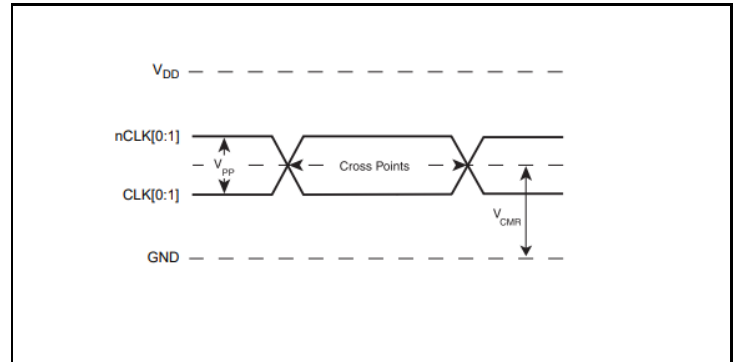 VDD
nCLK[0:1]
VPP
Cross Points
CLK[0:1]
VCMR
GND